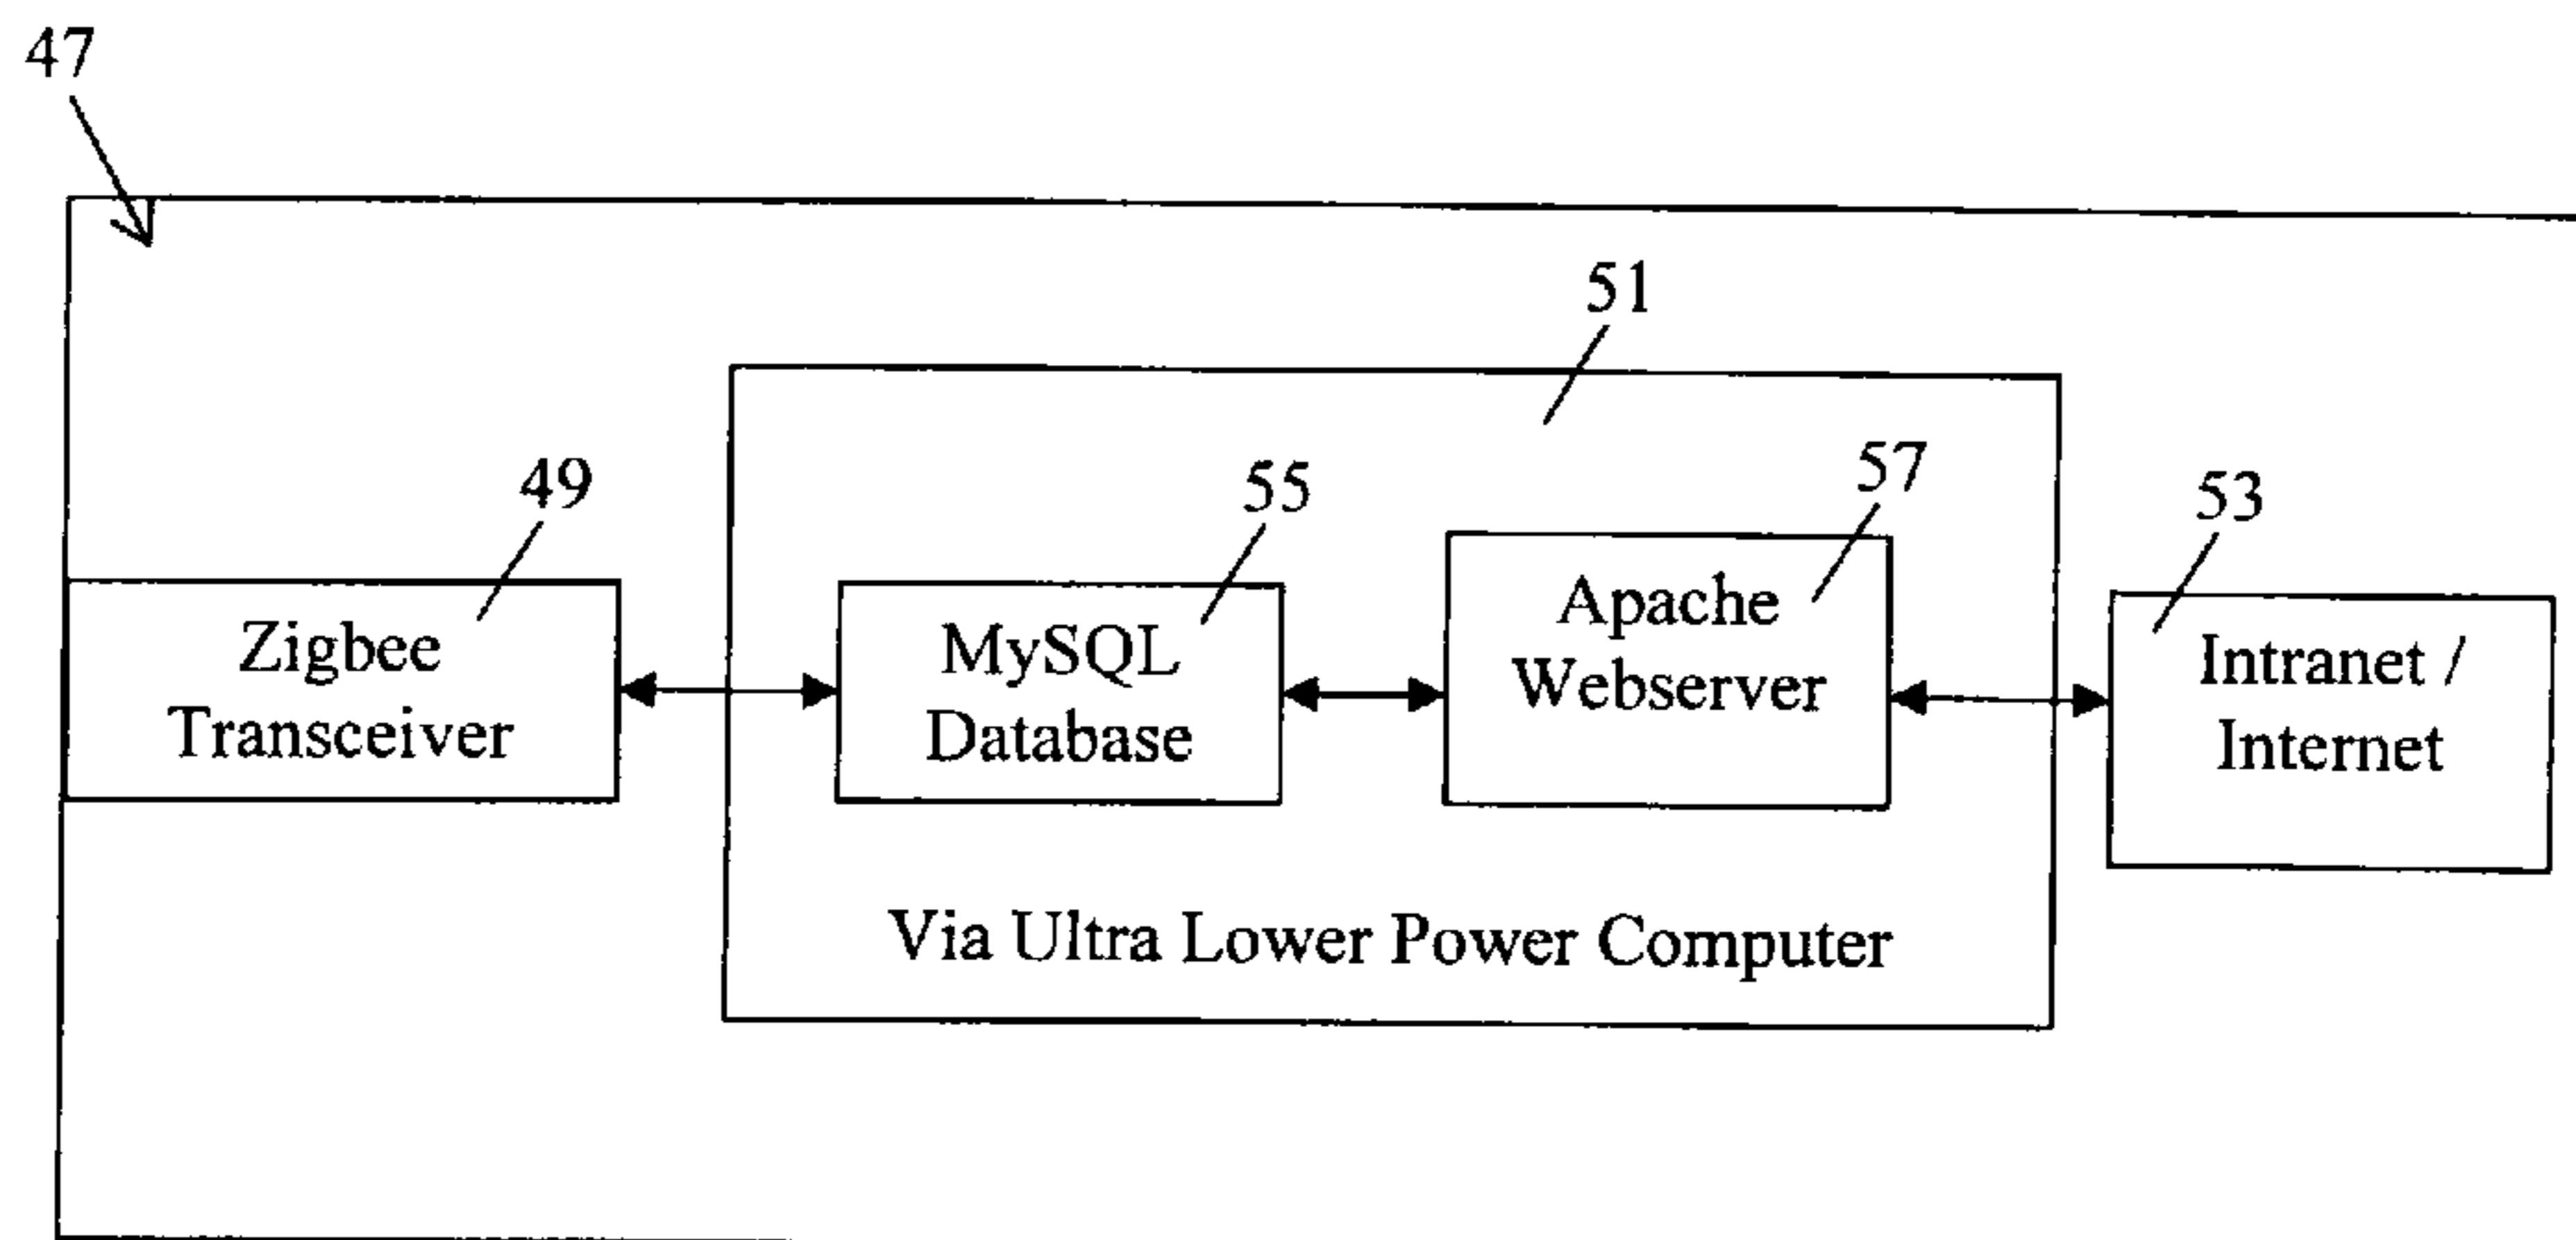 47
51
49
55
57
53
Zigbee
Transceiver
MySQL
Database
Apache
Webserver
Intranet /
Internet
Via Ultra Lower Power Computer